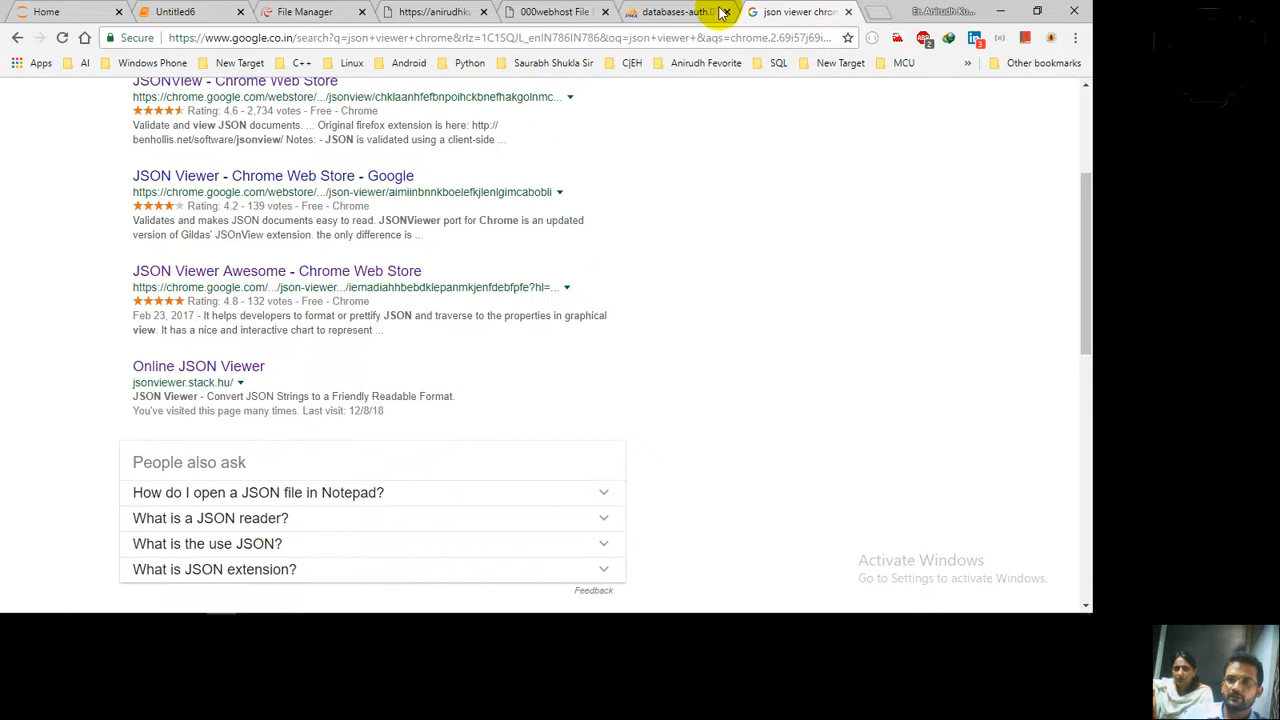 Home
Untitled6
File Manager
https://anirudhk
000webhost File
databases-auth.0
json viewer chrom
Er. Anirudh Ku...
Secure
https://www.google.co.in/search?q=json+viewer+chrome&rlz=1C1SQJL_enIN786IN786&oq=json+viewer+&aqs=chrome.2.69i57j69i...
2
3
Apps
AI
Windows Phone
New Target
C++
Linux
Android
Python
Saurabh Shukla Sir
C|EH
Anirudh Fevorite
SQL
New Target
MCU
»
Other bookmarks
JSONView - Chrome Web Store
https://chrome.google.com/webstore/.../jsonview/chklaanhfefbnpoihckbnefhakgolnmc...
Rating: 4.6 - 2,734 votes - Free - Chrome
Validate and view JSON documents. ... Original firefox extension is here: http://
benhollis.net/software/jsonview/ Notes: - JSON is validated using a client-side ...
JSON Viewer - Chrome Web Store - Google
https://chrome.google.com/webstore/.../json-viewer/aimiinbnnkboelefkjlenlgimcabobli
Rating: 4.2 - 139 votes - Free - Chrome
Validates and makes JSON documents easy to read. JSONViewer port for Chrome is an updated
version of Gildas' JSOnView extension. the only difference is ...
JSON Viewer Awesome - Chrome Web Store
https://chrome.google.com/.../json-viewer.../iemadiahhbebdklepanmkjenfdebfpfe?hl=...
Rating: 4.8 - 132 votes - Free - Chrome
Feb 23, 2017 - It helps developers to format or prettify JSON and traverse to the properties in graphical
view. It has a nice and interactive chart to represent ...
Online JSON Viewer
jsonviewer.stack.hu/
JSON Viewer - Convert JSON Strings to a Friendly Readable Format.
You've visited this page many times. Last visit: 12/8/18
People also ask
How do I open a JSON file in Notepad?
What is a JSON reader?
What is the use JSON?
What is JSON extension?
Feedback
Activate Windows
Go to Settings to activate Windows.